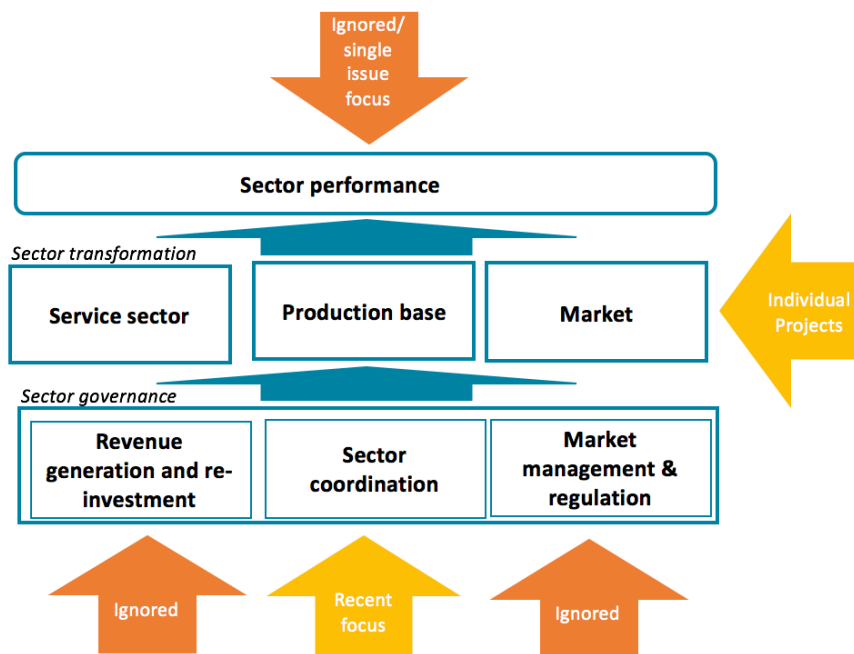 Ignored/
single
issue
focus
Sector performance
Sector transformation
Service sector
Production base
Market
Individual
Projects
Sector governance
Revenue
generation and re-
investment
Sector
coordination
Market
management &
regulation
Ignored
Recent
focus
Ignored